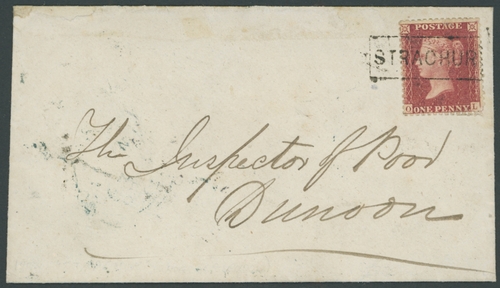 POSTAGE
STRACHUR
ONE PENNY
The Inspector of Poor
Dunoon